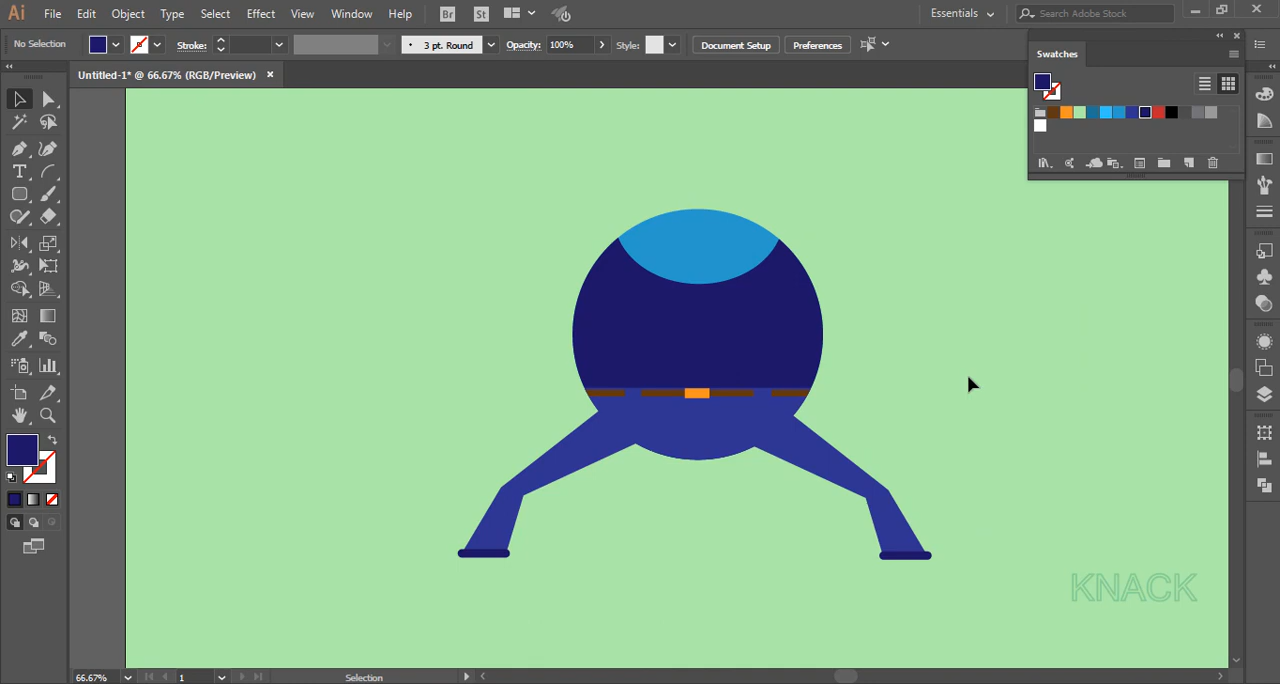 Ai File Edit Object Type Select Effect View Window Help Br St Essentials Search Adobe Stock
No Selection Stroke: 3 pt. Round Opacity: 100% Style: Document Setup Preferences
Swatches
Untitled-1* @ 66.67% (RGB/Preview)
KNACK
66.67% 1 Selection